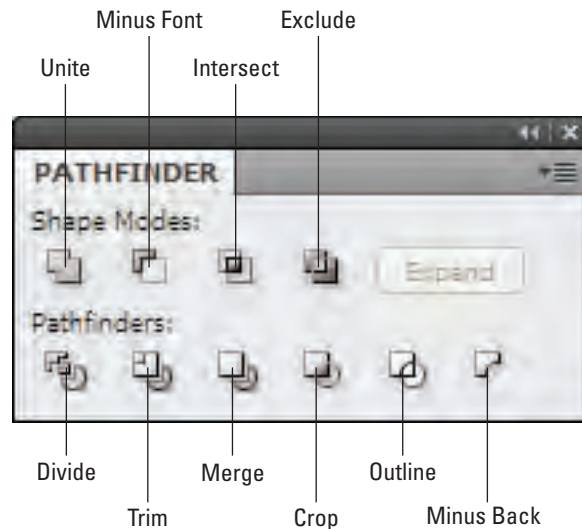 Minus Font Exclude
Unite Intersect
PATHFINDER
Shape Modes:
Expand
Pathfinders:
Divide Merge Outline
Trim Crop Minus Back